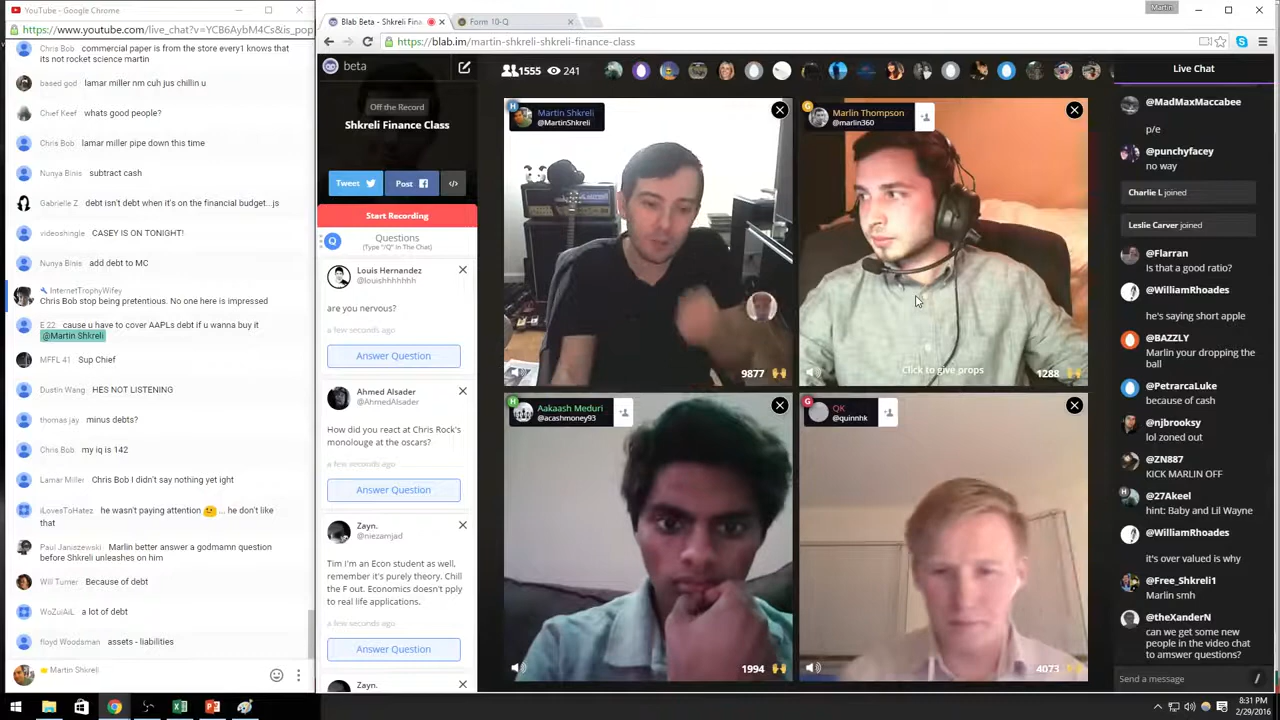 YouTube - Google Chrome
https://www.youtube.com/live_chat?v=YCB6AybM4Cs&is_pop
Chris Bob commercial paper is from the store every1 knows that
its not rocket science martin
based god lamar miller nm cuh jus chillin u
Chief Keef whats good people?
Chris Bob lamar miller pipe down this time
Nunya Binis subtract cash
Gabrielle Z debt isn't debt when it's on the financial budget...js
videoshingle CASEY IS ON TONIGHT!
Nunya Binis add debt to MC
InternetTrophyWifey
Chris Bob stop being pretentious. No one here is impressed
E 22 cause u have to cover AAPLs debt if u wanna buy it
@Martin Shkreli
MFFL 41 Sup Chief
Dustin Wang HES NOT LISTENING
thomas jay minus debts?
Chris Bob my iq is 142
Lamar Miller Chris Bob I didn't say nothing yet ight
iLovesToHatez he wasn't paying attention ... he don't like
that
Paul Janiszewski Marlin better answer a godmamn question
before Shkreli unleashes on him
Will Turner Because of debt
WoZuiAiL a lot of debt
floyd Woodsman assets - liabilities
Martin Shkreli
Blab Beta - Shkreli Fina
Form 10-Q
Martin
https://blab.im/martin-shkreli-shkreli-finance-class
beta
1555 241
Off the Record
Shkreli Finance Class
Tweet
Post
</>
Start Recording
Q Questions
(Type "/Q" In The Chat)
Louis Hernandez
@louishhhhhhh
are you nervous?
a few seconds ago
Answer Question
Ahmed Alsader
@AhmedAlsader
How did you react at Chris Rock's
monolouge at the oscars?
a few seconds ago
Answer Question
Zayn.
@niezamjad
Tim I'm an Econ student as well,
remember it's purely theory. Chill
the F out. Economics doesn't pply
to real life applications.
a few seconds ago
Answer Question
Zayn.
H
Martin Shkreli
@MartinShkreli
9877
G
Marlin Thompson
@marlin360
Click to give props
1288
H
Aakaash Meduri
@acashmoney93
1994
G
QK
@quinnhk
4073
Live Chat
@MadMaxMaccabee
p/e
@punchyfacey
no way
Charlie L joined
Leslie Carver joined
@Flarran
Is that a good ratio?
@WilliamRhoades
he's saying short apple
@BAZZLY
Marlin your dropping the
ball
@PetrarcaLuke
because of cash
@njbrooksy
lol zoned out
@ZN887
KICK MARLIN OFF
@27Akeel
hint: Baby and Lil Wayne
@WilliamRhoades
it's over valued is why
@Free_Shkreli1
Marlin smh
@theXanderN
can we get some new
people in the video chat
to answer questions?
Send a message
8:31 PM
2/29/2016